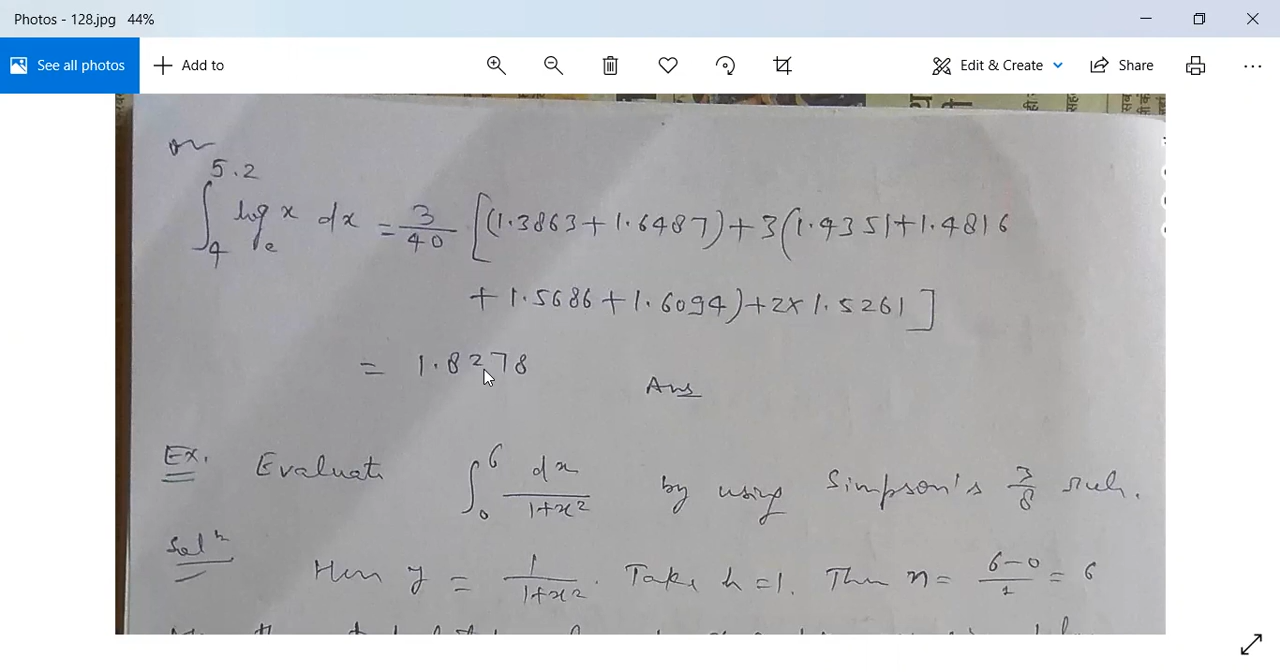 Photos - 128.jpg 44%
See all photos
Add to
Edit & Create
Share
or
∫₄^5.2 logₑx dx = 3/40 [(1.3863+1.6487)+3(1.4351+1.4816
+1.5686+1.6094)+2×1.5261]
= 1.8278
Ans
Ex. Evaluate ∫₀^6 dx/1+x² by using Simpson's 3/8 rule.
Solⁿ
Here y = 1/1+x². Take h=1. Then n= 6-0/1 = 6